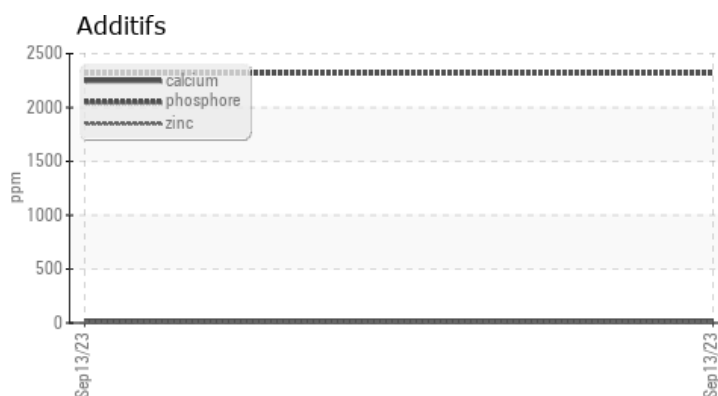 Additifs
2500
2000
1500
1000
500
0
ppm
calcium
phosphore
zinc
Sep13/23
Sep13/23